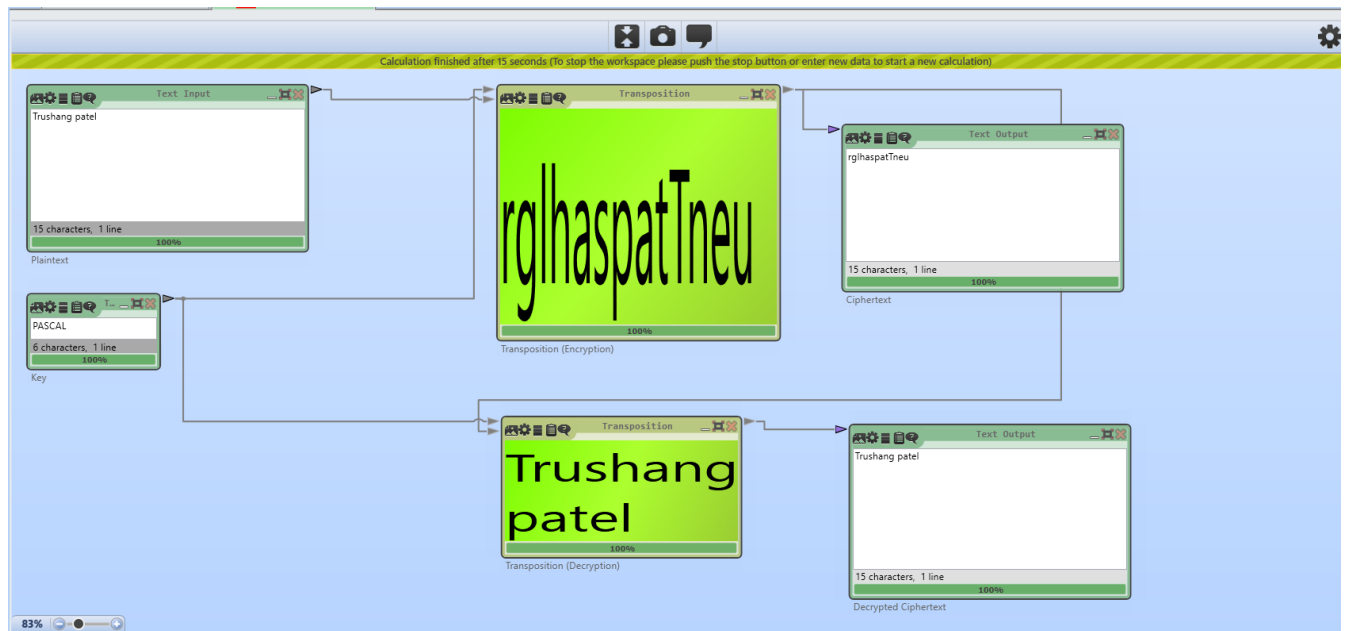 Calculation finished after 15 seconds (To stop the workspace please push the stop button or enter new data to start a new calculation)
Text Input
Trushang patel
15 characters, 1 line
100%
Plaintext
T...
PASCAL
6 characters, 1 line
100%
Key
Transposition
rglhaspatTneu
100%
Transposition (Encryption)
Text Output
rglhaspatTneu
15 characters, 1 line
100%
Ciphertext
Transposition
Trushang
patel
100%
Transposition (Decryption)
Text Output
Trushang patel
15 characters, 1 line
100%
Decrypted Ciphertext
83%